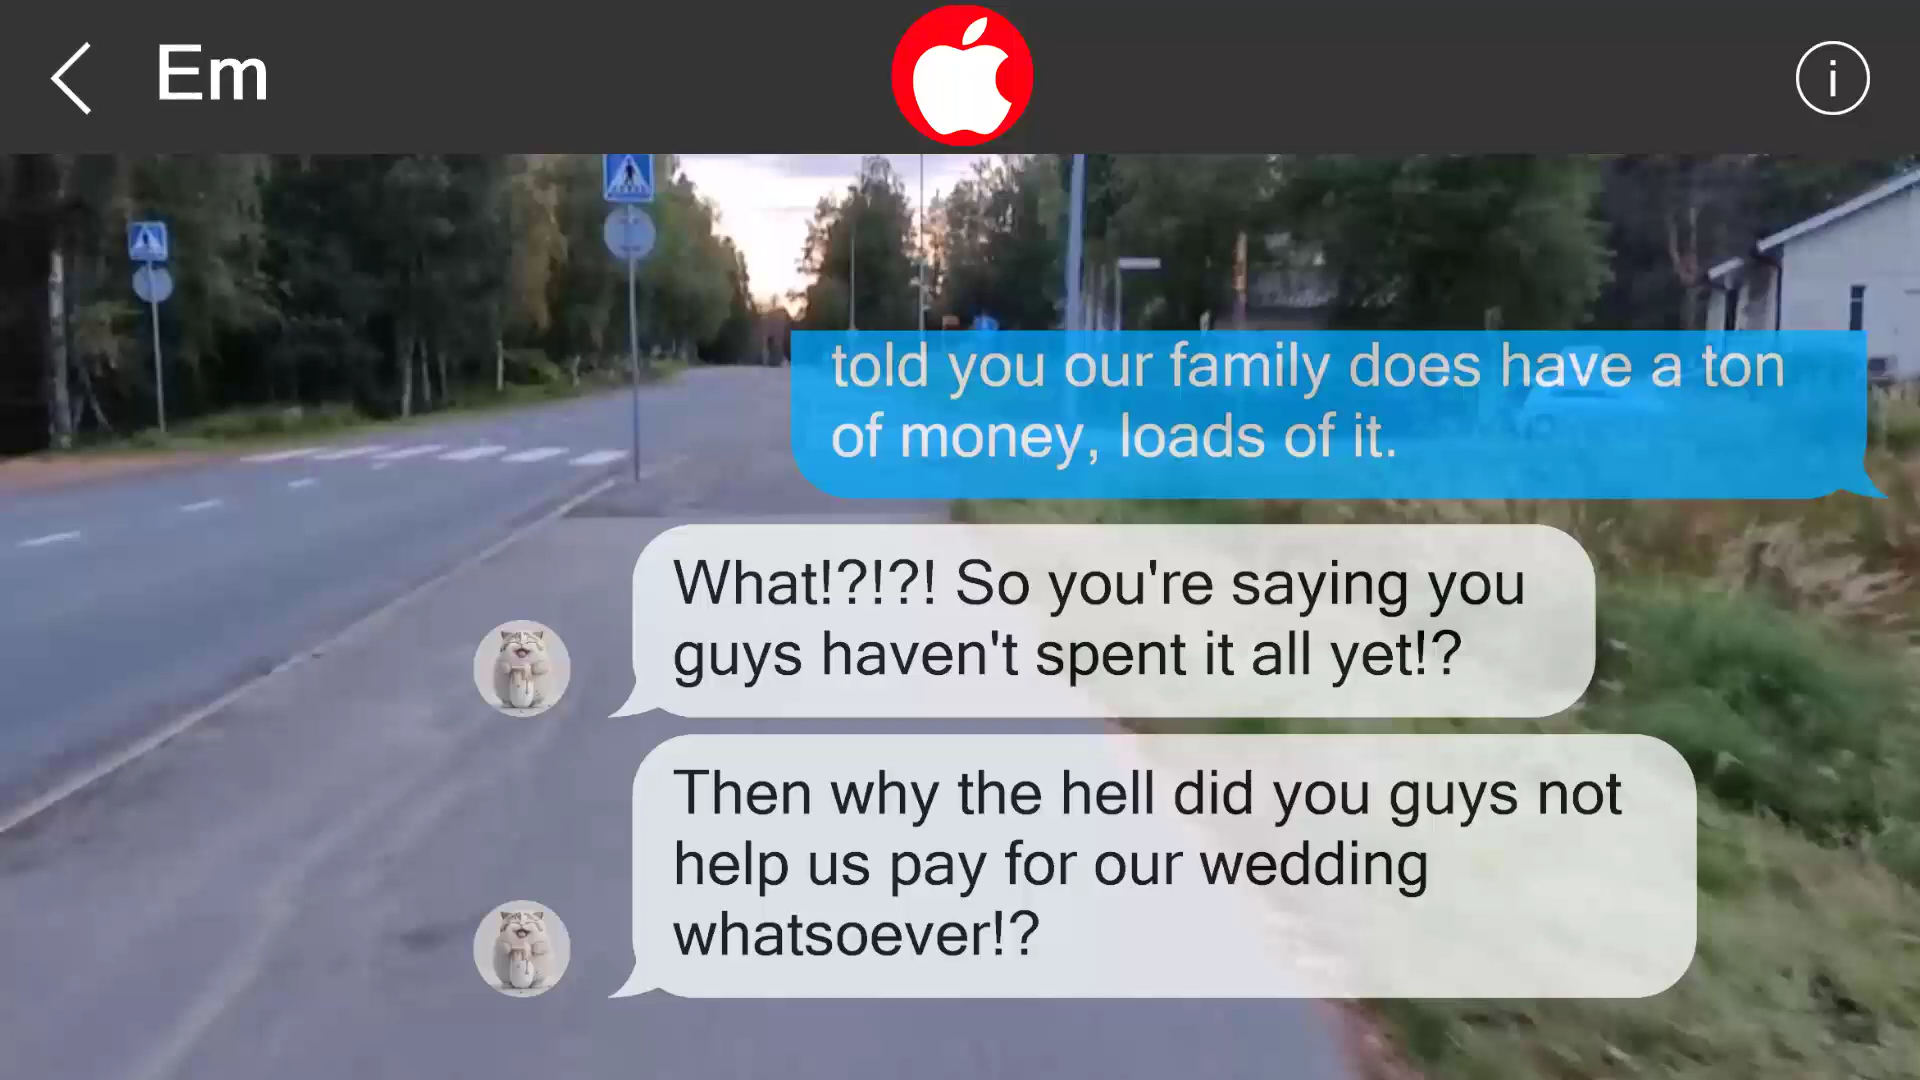 Em
i
told you our family does have a ton
of money, loads of it.
What!?!?! So you're saying you
guys haven't spent it all yet!?
Then why the hell did you guys not
help us pay for our wedding
whatsoever!?